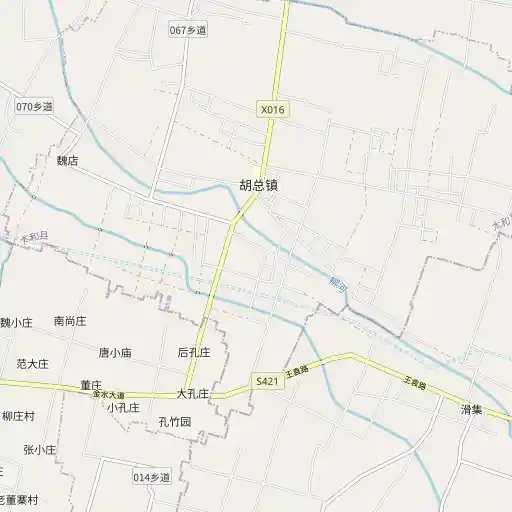 067乡道
070乡道
X016
魏店
胡总镇
太和县
太和县
柳河
魏小庄
南尚庄
唐小庙
后孔庄
范大庄
董庄
金水大道
大孔庄
S421
王袁路
王袁路
小孔庄
柳庄村
孔竹园
滑集
张小庄
014乡道
庄
老董寨村